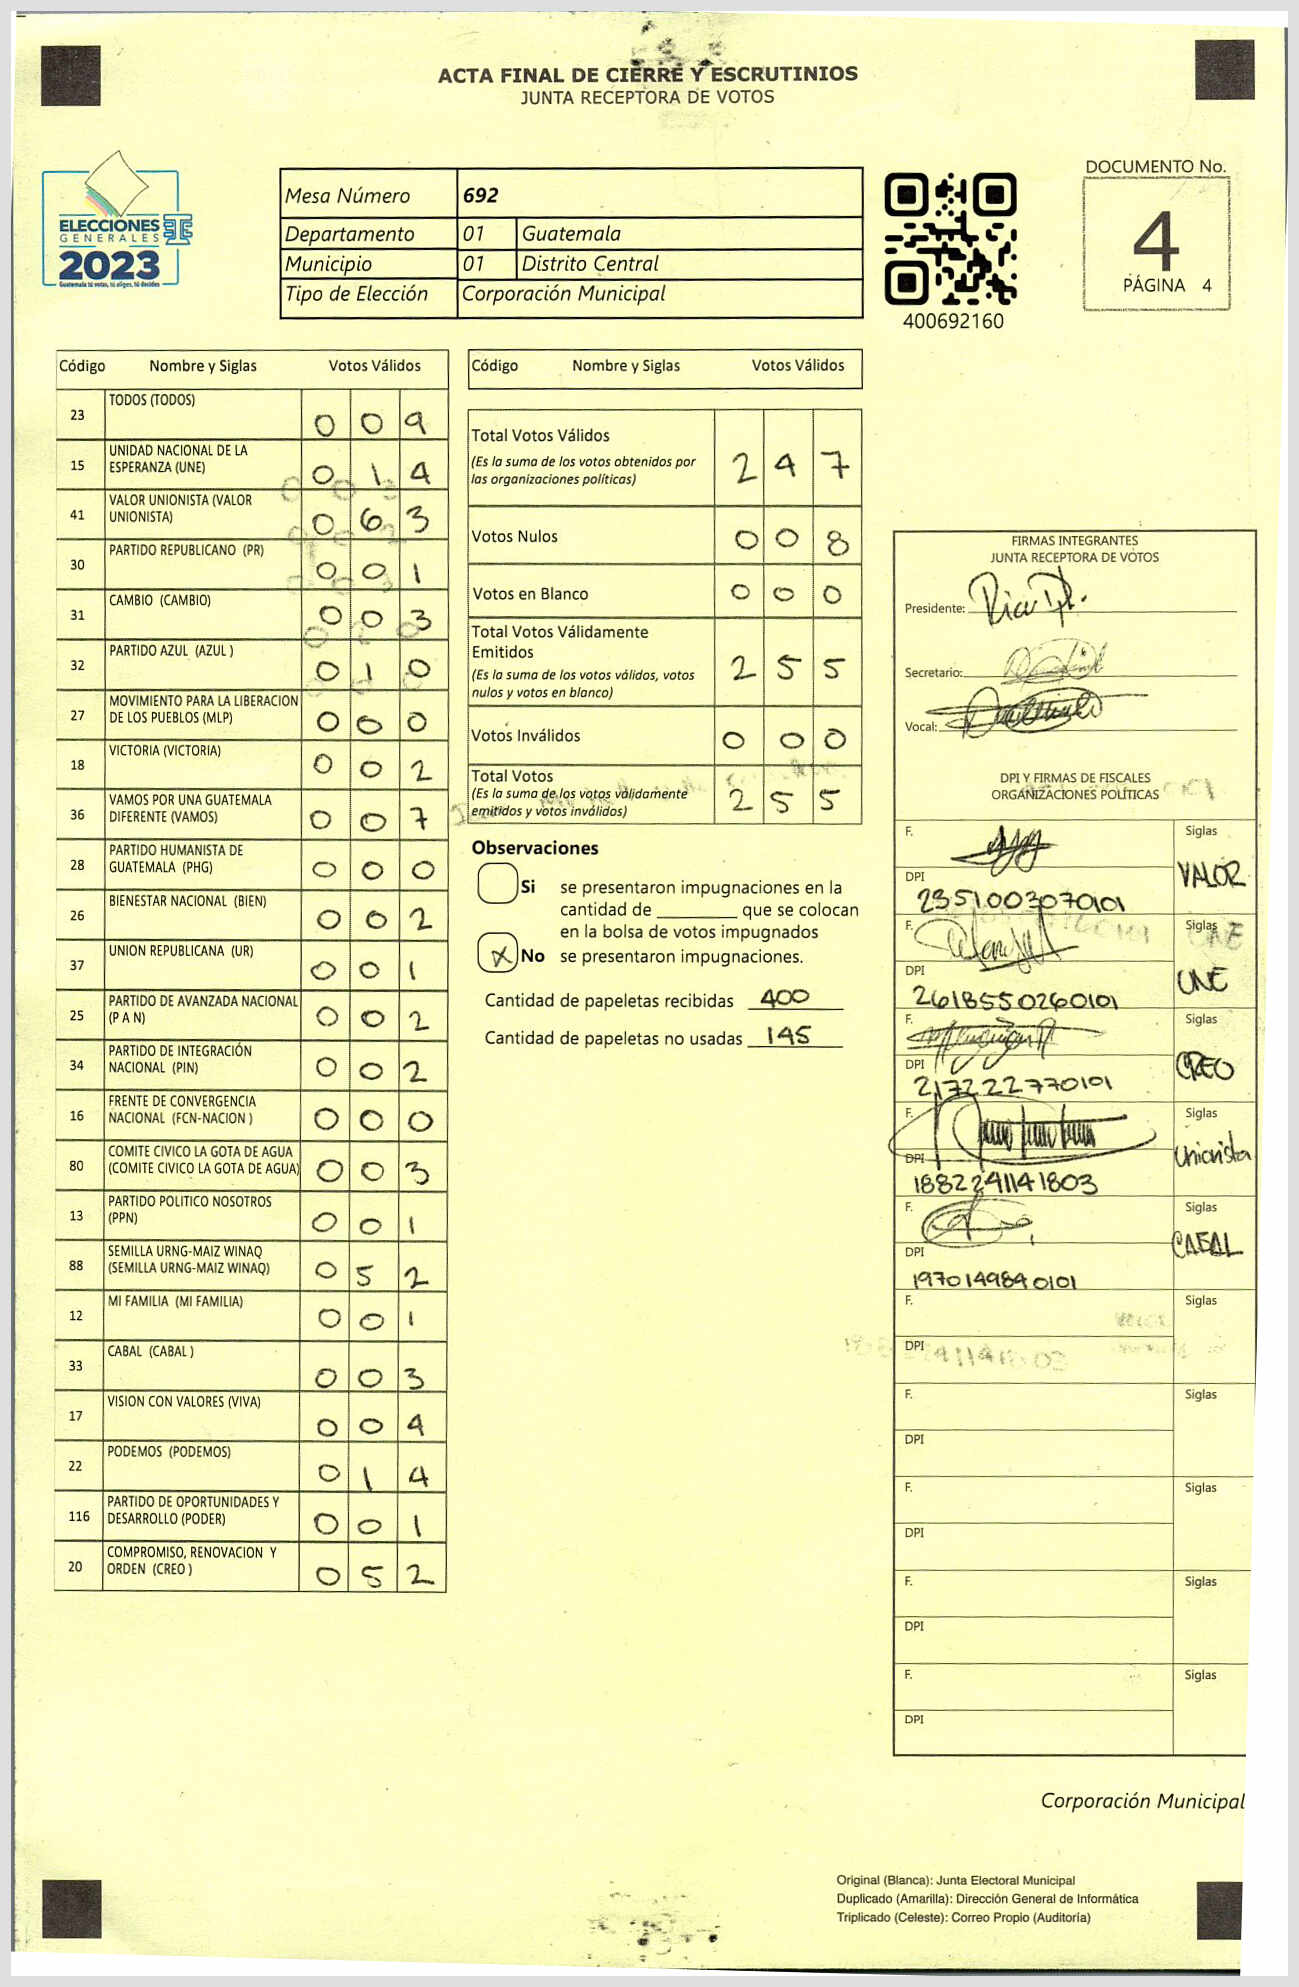 ACTA FINAL DE CIERRE Y ESCRUTINIOS
JUNTA RECEPTORA DE VOTOS
ELECCIONES
GENERALES
2023
Guatemala tú votas, tú eliges, tú decides
Mesa Número 692
Departamento 01 Guatemala
Municipio 01 Distrito Central
Tipo de Elección Corporación Municipal
400692160
DOCUMENTO No.
4
PÁGINA 4
Código Nombre y Siglas Votos Válidos
23 TODOS (TODOS) 0 0 9
15 UNIDAD NACIONAL DE LA
ESPERANZA (UNE) 0 1 4
41 VALOR UNIONISTA (VALOR
UNIONISTA) 0 6 3
30 PARTIDO REPUBLICANO (PR) 0 0 1
31 CAMBIO (CAMBIO) 0 0 3
32 PARTIDO AZUL (AZUL ) 0 1 0
27 MOVIMIENTO PARA LA LIBERACION
DE LOS PUEBLOS (MLP) 0 0 0
18 VICTORIA (VICTORIA) 0 0 2
36 VAMOS POR UNA GUATEMALA
DIFERENTE (VAMOS) 0 0 7
28 PARTIDO HUMANISTA DE
GUATEMALA (PHG) 0 0 0
26 BIENESTAR NACIONAL (BIEN) 0 0 2
37 UNION REPUBLICANA (UR) 0 0 1
25 PARTIDO DE AVANZADA NACIONAL
(P A N) 0 0 2
34 PARTIDO DE INTEGRACIÓN
NACIONAL (PIN) 0 0 2
16 FRENTE DE CONVERGENCIA
NACIONAL (FCN-NACION ) 0 0 0
80 COMITE CIVICO LA GOTA DE AGUA
(COMITE CIVICO LA GOTA DE AGUA) 0 0 3
13 PARTIDO POLITICO NOSOTROS
(PPN) 0 0 1
88 SEMILLA URNG-MAIZ WINAQ
(SEMILLA URNG-MAIZ WINAQ) 0 5 2
12 MI FAMILIA (MI FAMILIA) 0 0 1
33 CABAL (CABAL ) 0 0 3
17 VISION CON VALORES (VIVA) 0 0 4
22 PODEMOS (PODEMOS) 0 1 4
116 PARTIDO DE OPORTUNIDADES Y
DESARROLLO (PODER) 0 0 1
20 COMPROMISO, RENOVACION Y
ORDEN (CREO ) 0 5 2
Código Nombre y Siglas Votos Válidos
Total Votos Válidos
(Es la suma de los votos obtenidos por
las organizaciones políticas) 2 4 7
Votos Nulos 0 0 8
Votos en Blanco 0 0 0
Total Votos Válidamente
Emitidos
(Es la suma de los votos válidos, votos
nulos y votos en blanco) 2 5 5
Votos Inválidos 0 0 0
Total Votos
(Es la suma de los votos válidamente
emitidos y votos inválidos) 2 5 5
Observaciones
Si se presentaron impugnaciones en la
cantidad de ________ que se colocan
en la bolsa de votos impugnados
X No se presentaron impugnaciones.
Cantidad de papeletas recibidas 400
Cantidad de papeletas no usadas 145
FIRMAS INTEGRANTES
JUNTA RECEPTORA DE VOTOS
Presidente:
Secretario:
Vocal:
DPI Y FIRMAS DE FISCALES
ORGANIZACIONES POLÍTICAS
F. Siglas
VALOR
DPI
2351003070101
F. Siglas
UNE
DPI
2618550260101
F. Siglas
CREO
DPI
217222770101
F. Siglas
Unionista
DPI
1882241141803
F. Siglas
CABAL
DPI
1970149840101
F. Siglas
DPI
F. Siglas
DPI
F. Siglas
DPI
F. Siglas
DPI
F. Siglas
DPI
Corporación Municipal
Original (Blanca): Junta Electoral Municipal
Duplicado (Amarilla): Dirección General de Informática
Triplicado (Celeste): Correo Propio (Auditoría)